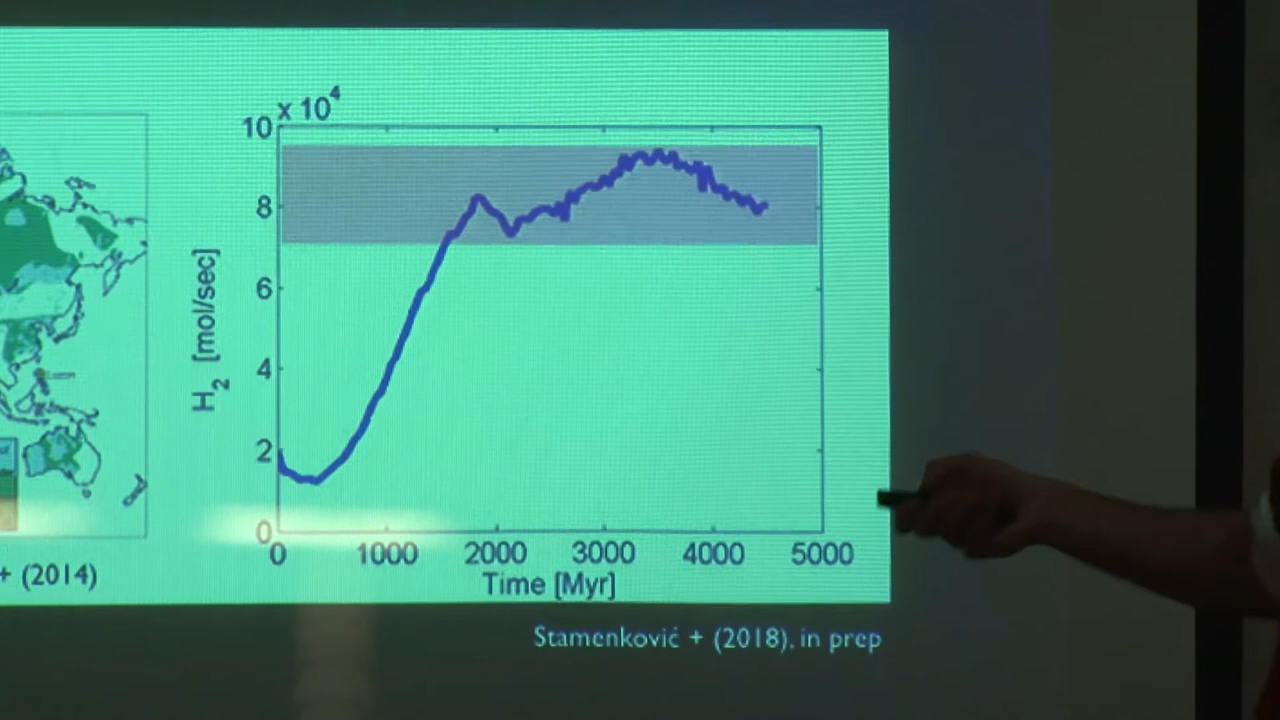 x 10⁴
10
8
6
4
2
0
H₂ [mol/sec]
0 1000 2000 3000 4000 5000
Time [Myr]
+ (2014)
Stamenković + (2018), in prep